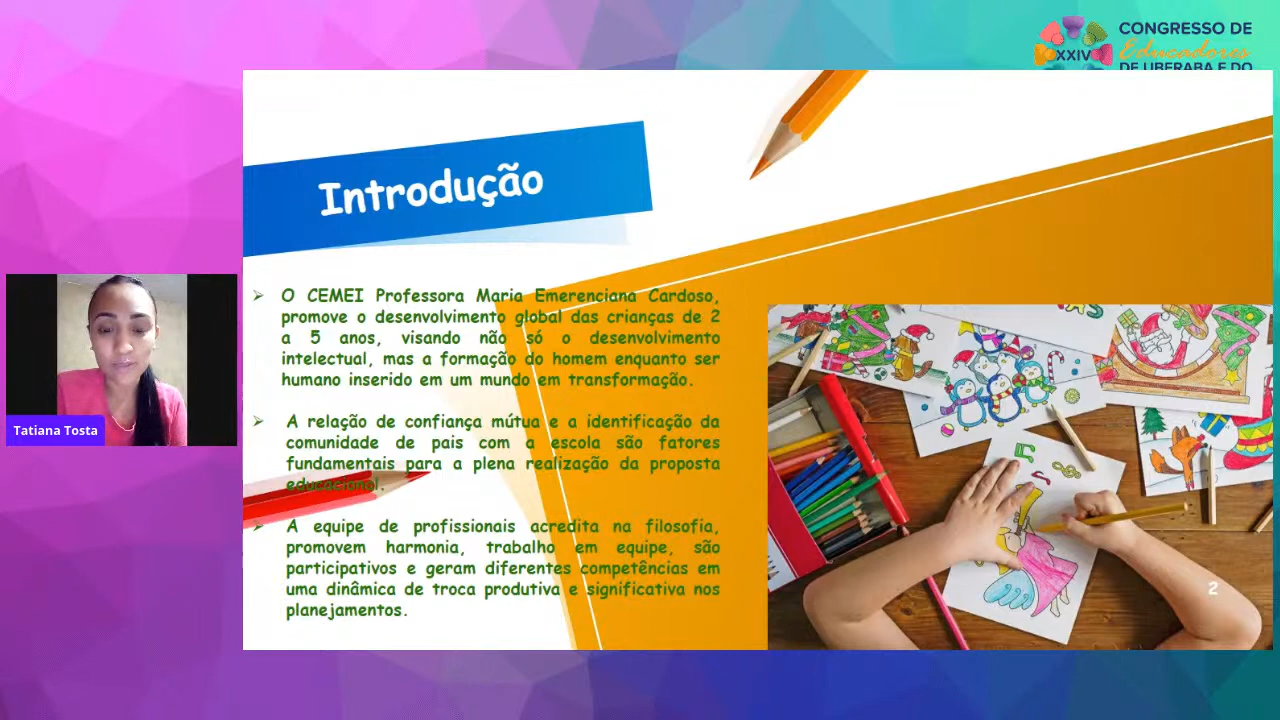 CONGRESSO DE
XXIV
Educadores
DE UBERABA E DO
Introdução
➢ O CEMEI Professora Maria Emerenciana Cardoso,
promove o desenvolvimento global das crianças de 2
a 5 anos, visando não só o desenvolvimento
intelectual, mas a formação do homem enquanto ser
humano inserido em um mundo em transformação.
➢ A relação de confiança mútua e a identificação da
comunidade de pais com a escola são fatores
fundamentais para a plena realização da proposta
educacional.
➢ A equipe de profissionais acredita na filosofia,
promovem harmonia, trabalho em equipe, são
participativos e geram diferentes competências em
uma dinâmica de troca produtiva e significativa nos
planejamentos.
Tatiana Tosta
2